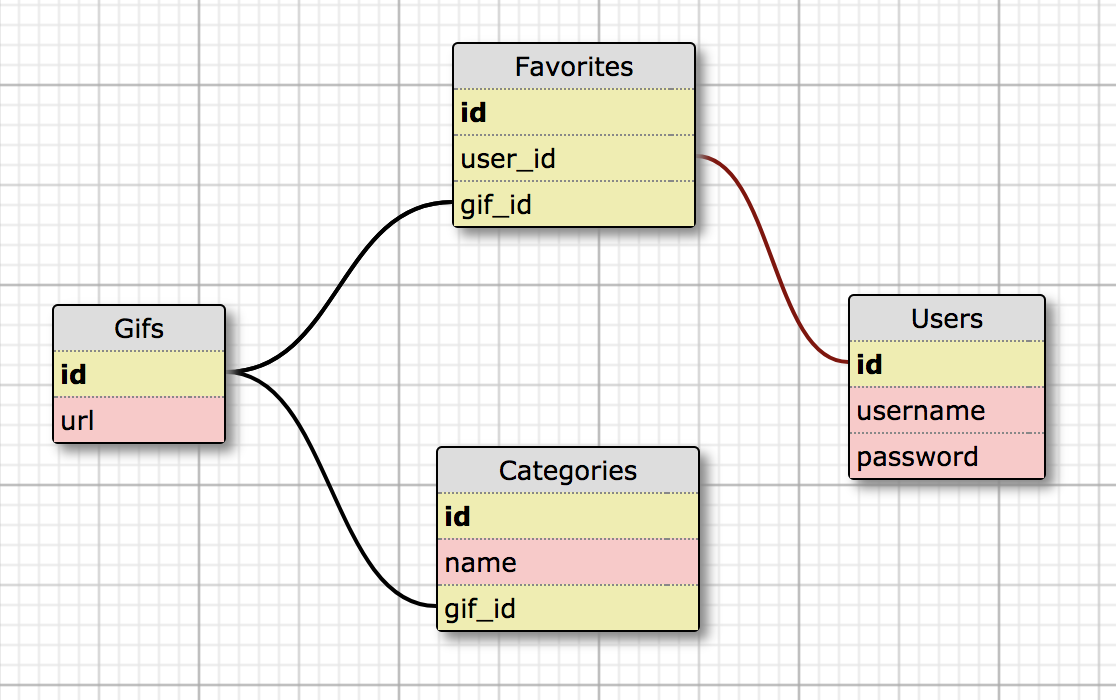 Favorites
id
user_id
gif_id
Gifs
id
url
Users
id
username
password
Categories
id
name
gif_id